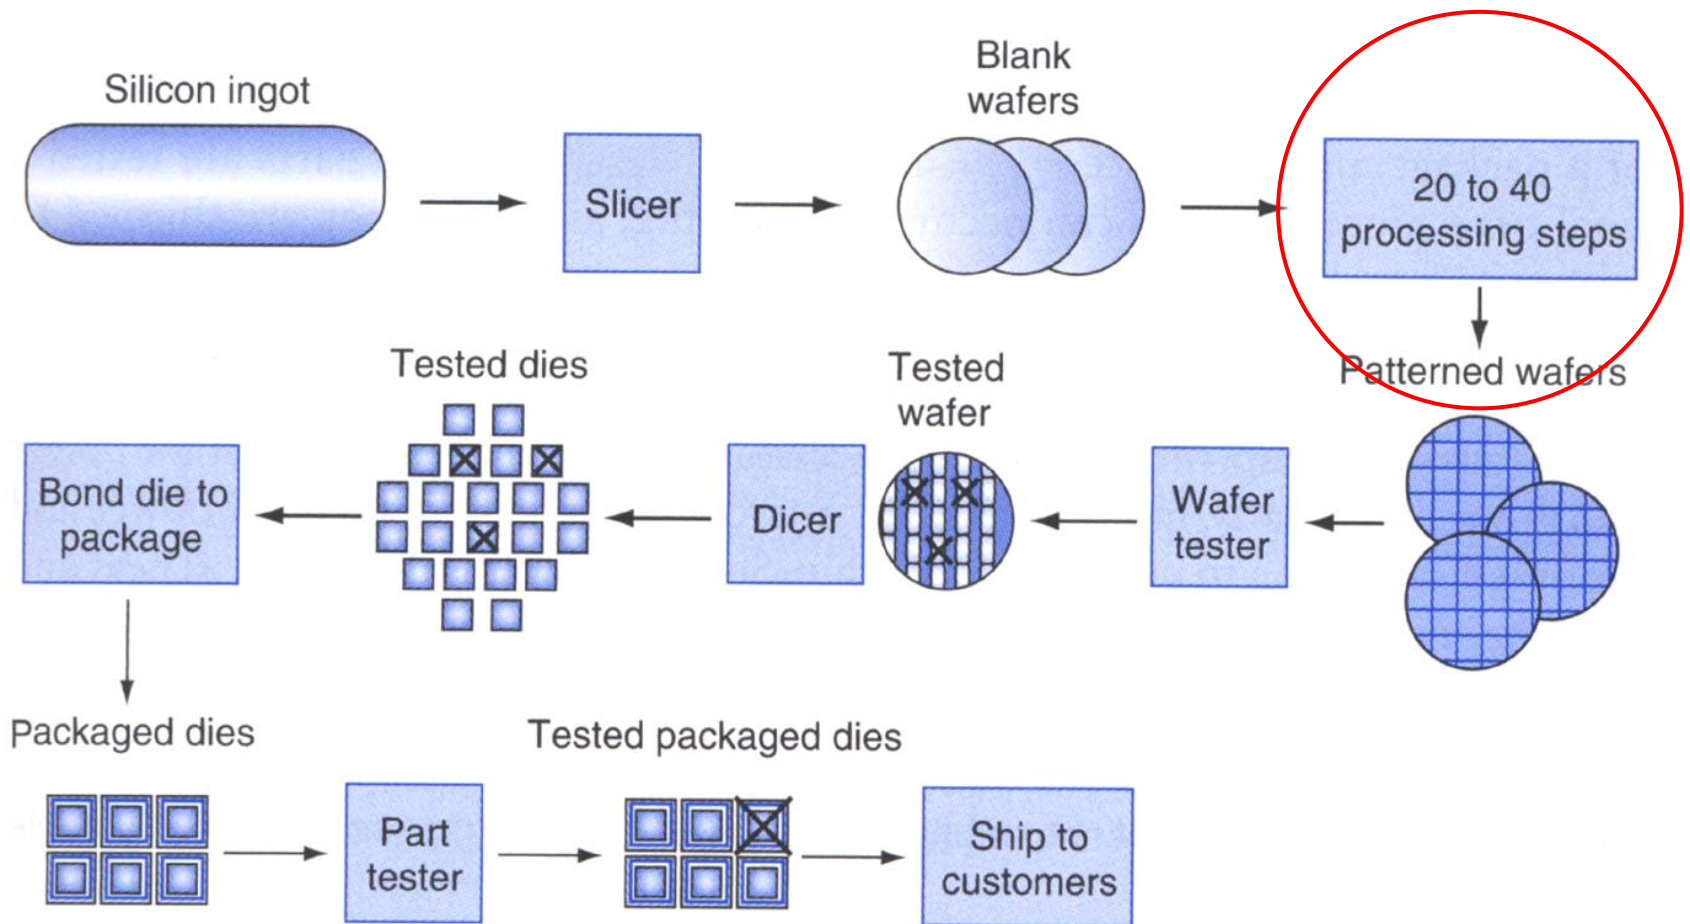 Silicon ingot
Slicer
Blank
wafers
20 to 40
processing steps
Patterned wafers
Wafer
tester
Tested
wafer
Dicer
Tested dies
Bond die to
package
Packaged dies
Part
tester
Tested packaged dies
Ship to
customers